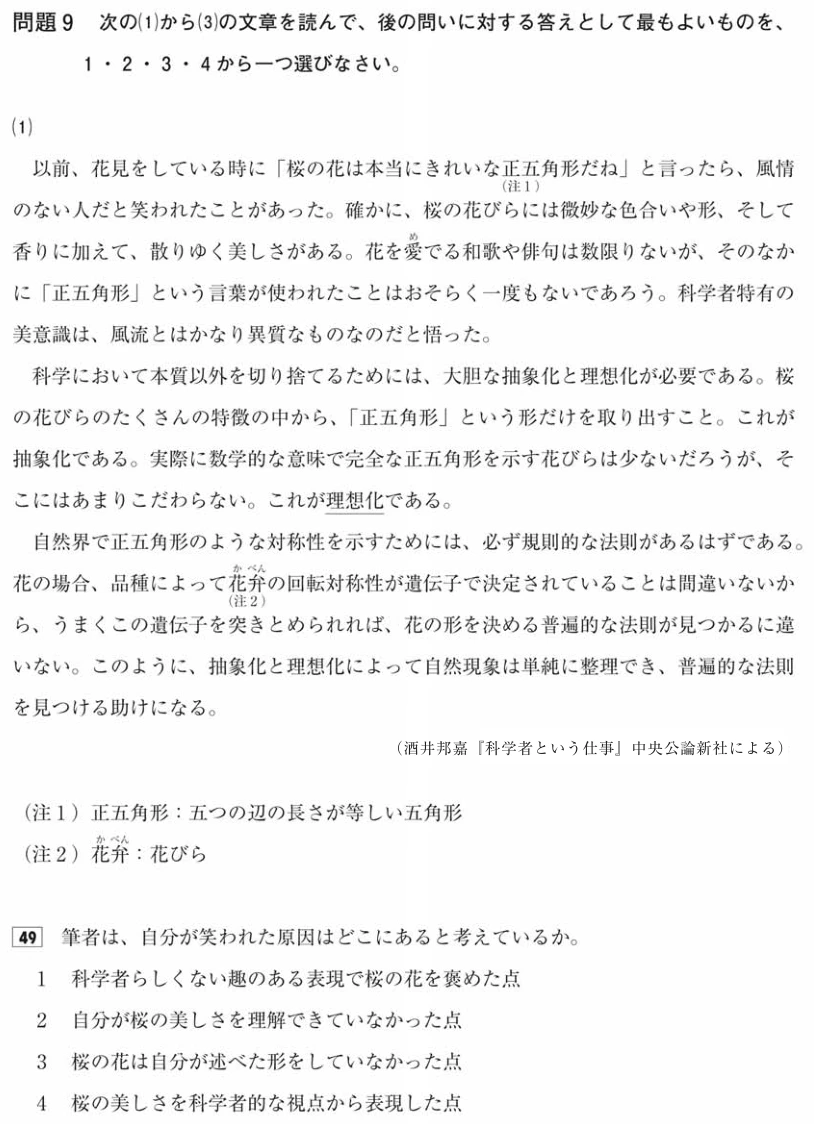 問題9　次の(1)から(3)の文章を読んで、後の問いに対する答えとして最もよいものを、
1・2・3・4から一つ選びなさい。
(1)
以前、花見をしている時に「桜の花は本当にきれいな正五角形だね」と言ったら、風情
(注1)
のない人だと笑われたことがあった。確かに、桜の花びらには微妙な色合いや形、そして
め
香りに加えて、散りゆく美しさがある。花を愛でる和歌や俳句は数限りないが、そのなか
に「正五角形」という言葉が使われたことはおそらく一度もないであろう。科学者特有の
美意識は、風流とはかなり異質なものなのだと悟った。
科学において本質以外を切り捨てるためには、大胆な抽象化と理想化が必要である。桜
の花びらのたくさんの特徴の中から、「正五角形」という形だけを取り出すこと。これが
抽象化である。実際に数学的な意味で完全な正五角形を示す花びらは少ないだろうが、そ
こにはあまりこだわらない。これが理想化である。
自然界で正五角形のような対称性を示すためには、必ず規則的な法則があるはずである。
か べん
花の場合、品種によって花弁の回転対称性が遺伝子で決定されていることは間違いないか
(注2)
ら、うまくこの遺伝子を突きとめられれば、花の形を決める普遍的な法則が見つかるに違
いない。このように、抽象化と理想化によって自然現象は単純に整理でき、普遍的な法則
を見つける助けになる。
（酒井邦嘉『科学者という仕事』中央公論新社による）
(注1) 正五角形：五つの辺の長さが等しい五角形
か べん
(注2) 花弁：花びら
49　筆者は、自分が笑われた原因はどこにあると考えているか。
1　科学者らしくない趣のある表現で桜の花を褒めた点
2　自分が桜の美しさを理解できていなかった点
3　桜の花は自分が述べた形をしていなかった点
4　桜の美しさを科学者的な視点から表現した点